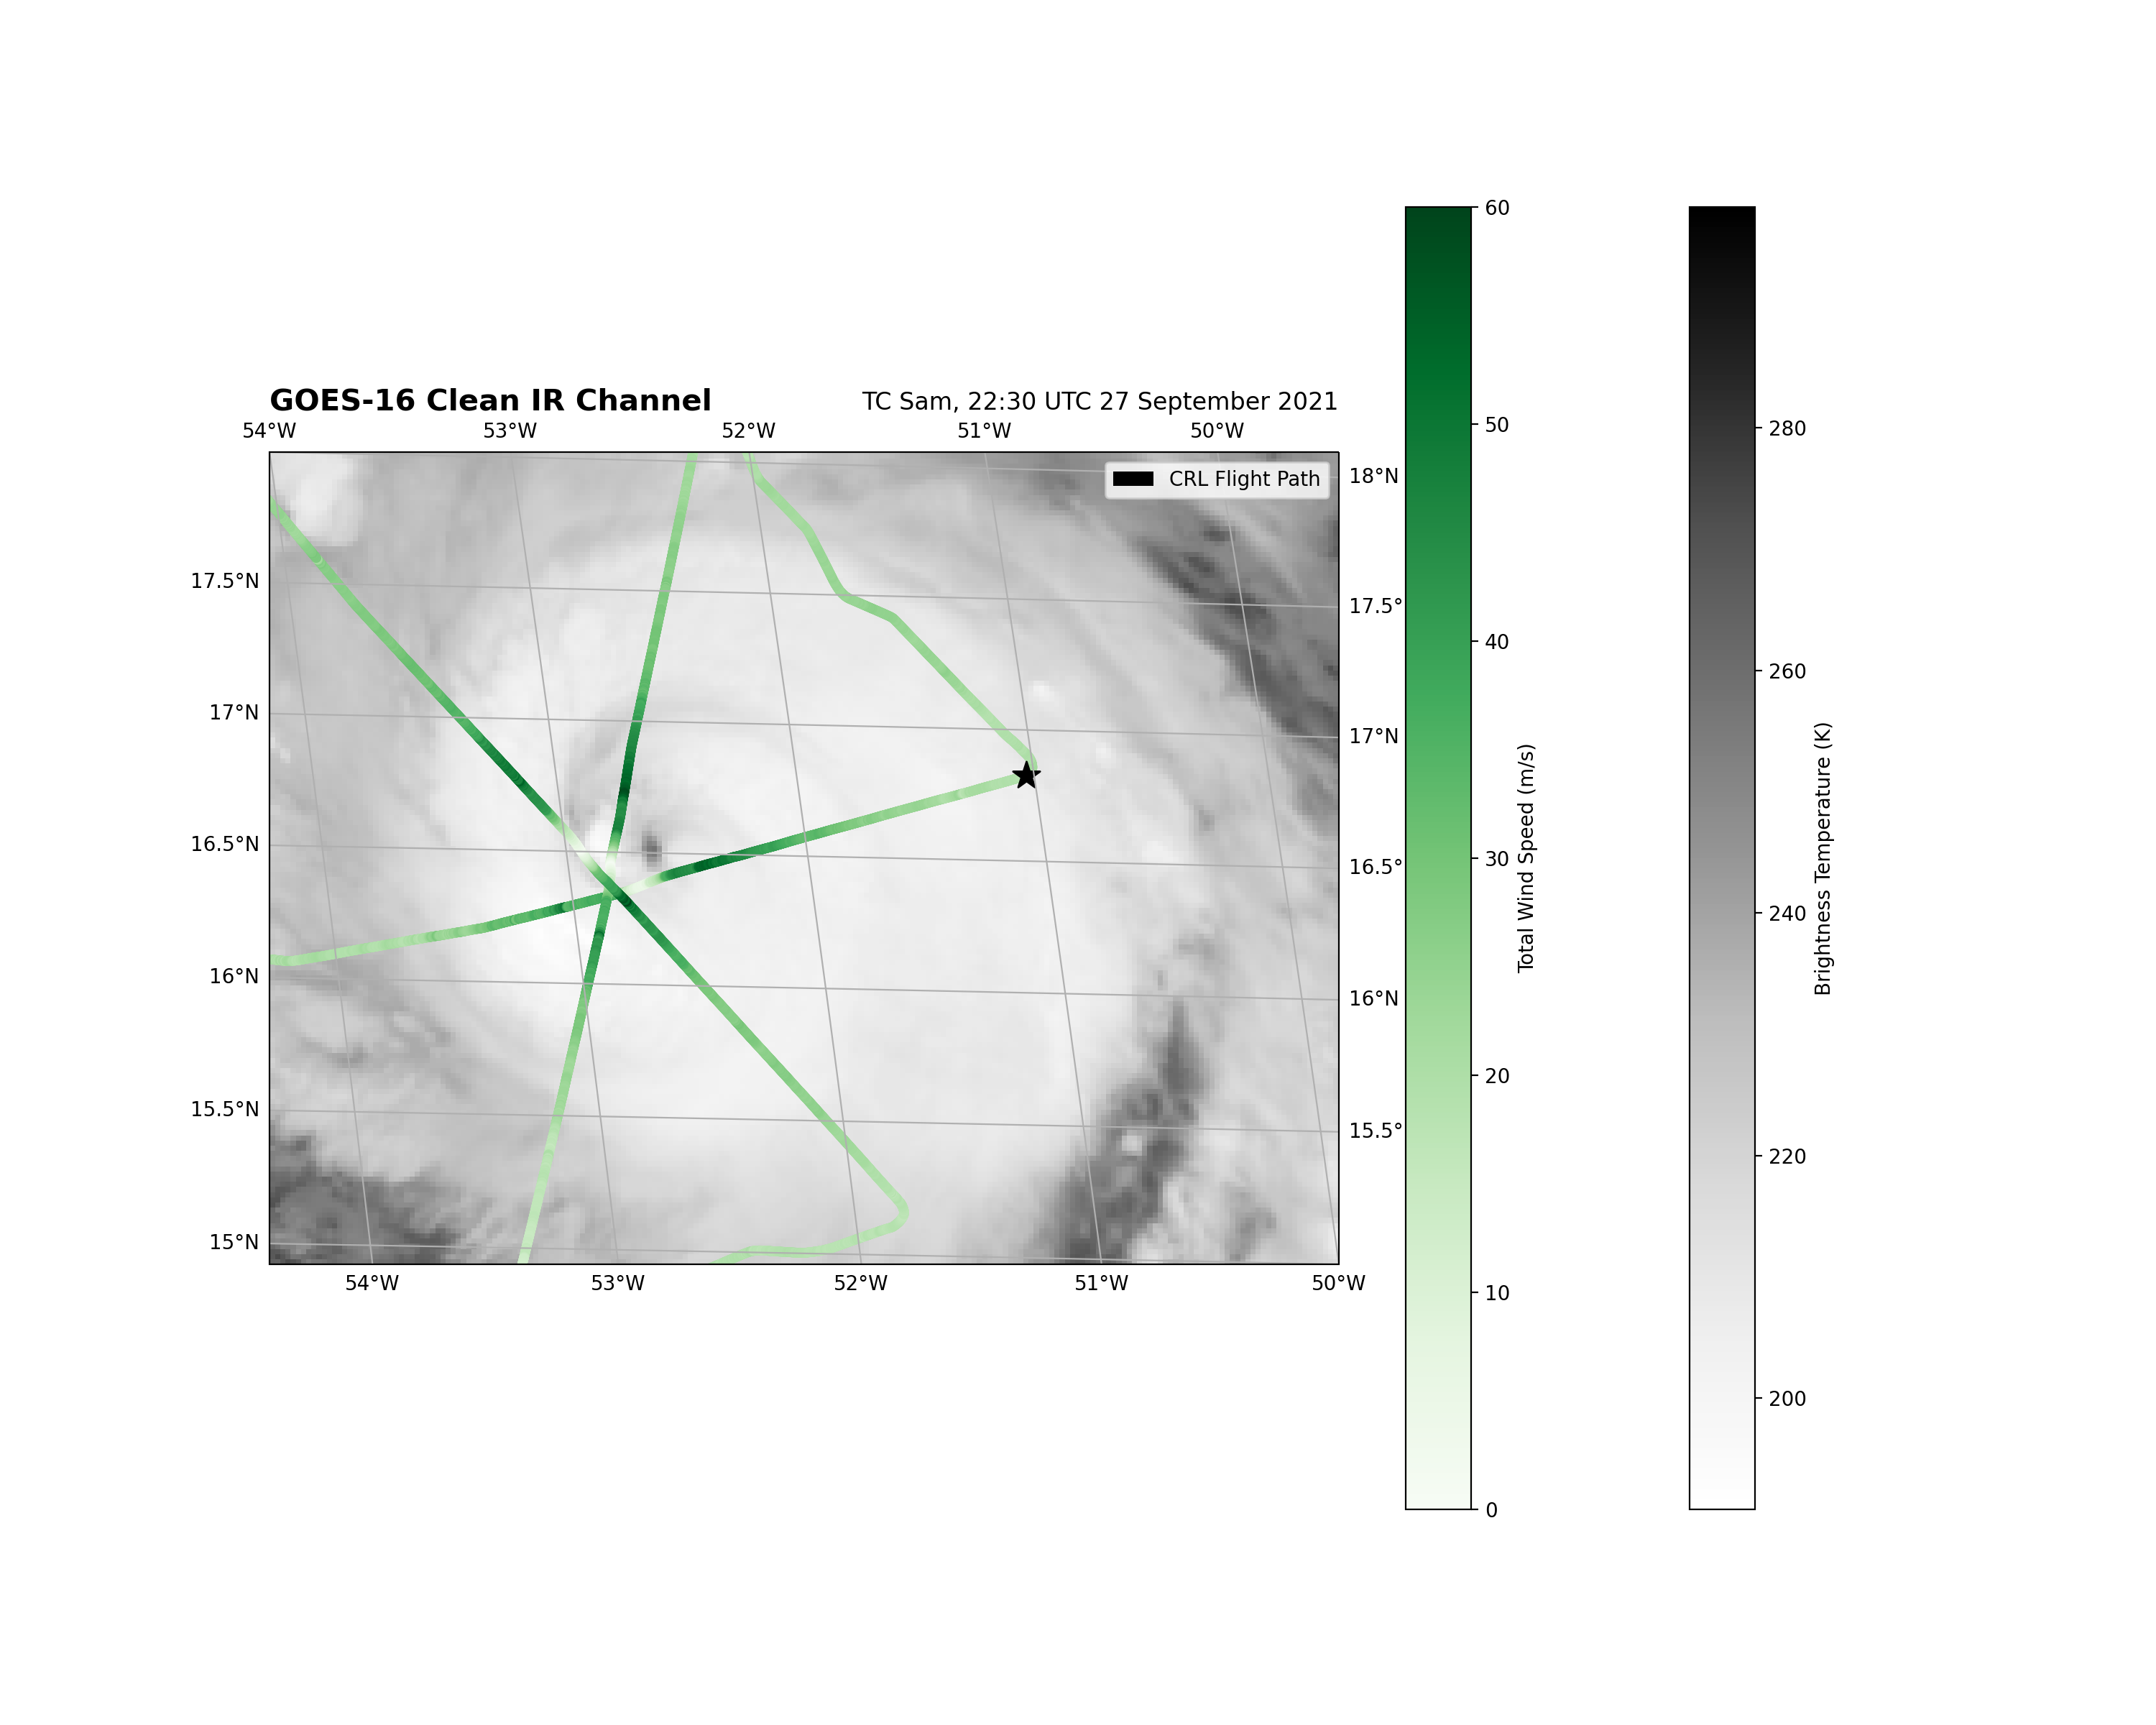 GOES-16 Clean IR Channel
TC Sam, 22:30 UTC 27 September 2021
54°W 53°W 52°W 51°W 50°W
CRL Flight Path
18°N
17.5°N
17.5°
17°N
17°N
16.5°N
16.5°
16°N
16°N
15.5°N
15.5°
15°N
54°W 53°W 52°W 51°W 50°W
60
50
40
30
20
10
0
Total Wind Speed (m/s)
280
260
240
220
200
Brightness Temperature (K)